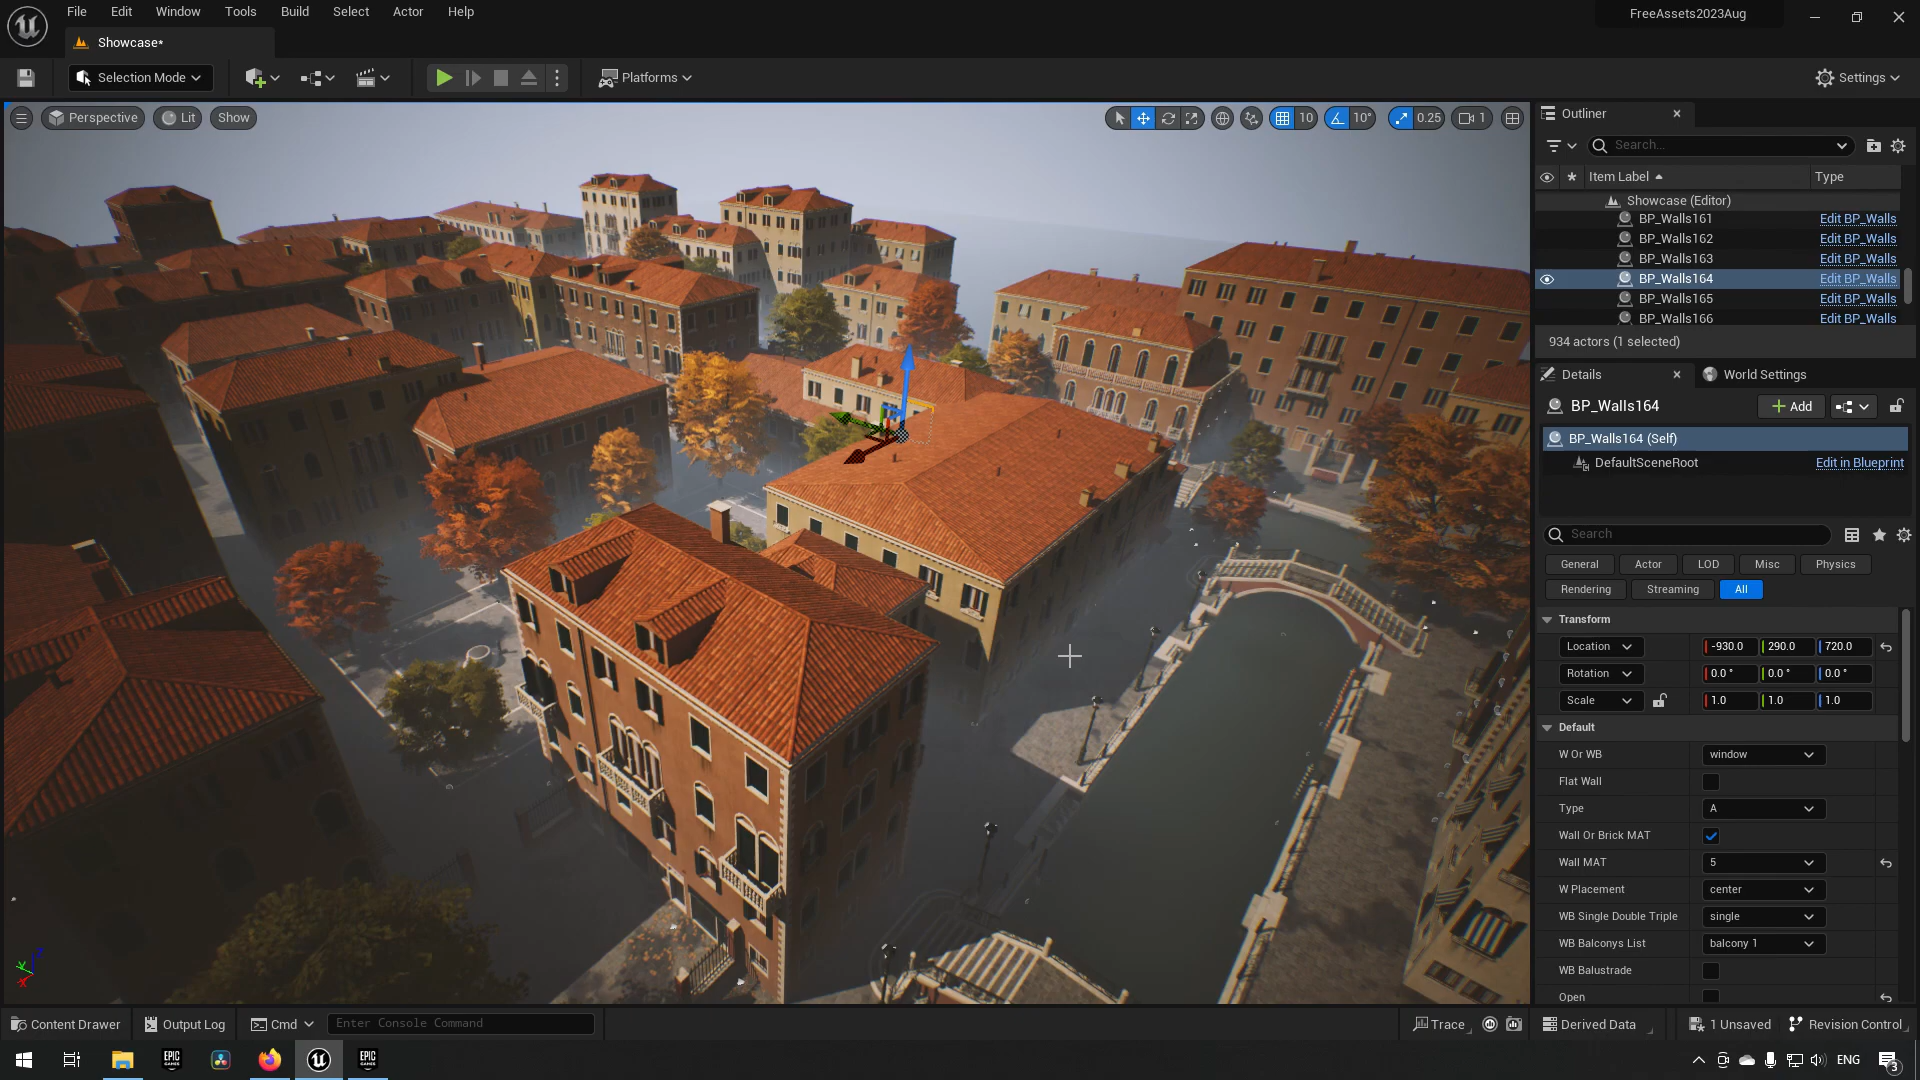 File Edit Window Tools Build Select Actor Help
FreeAssets2023Aug
Showcase*
Selection Mode
Platforms
Settings
Perspective Lit Show
10 10° 0.25 1
Outliner
Search...
Item Label Type
Showcase (Editor)
BP_Walls161 Edit BP_Walls
BP_Walls162 Edit BP_Walls
BP_Walls163 Edit BP_Walls
BP_Walls164 Edit BP_Walls
BP_Walls165 Edit BP_Walls
BP_Walls166 Edit BP_Walls
934 actors (1 selected)
Details World Settings
BP_Walls164 Add
BP_Walls164 (Self)
DefaultSceneRoot Edit in Blueprint
Search
General Actor LOD Misc Physics
Rendering Streaming All
Transform
Location -930.0 290.0 720.0
Rotation 0.0° 0.0° 0.0°
Scale 1.0 1.0 1.0
Default
W Or WB window
Flat Wall
Type A
Wall Or Brick MAT
Wall MAT 5
W Placement center
WB Single Double Triple single
WB Balconys List balcony 1
WB Balustrade
Open
Z
Y
X
Content Drawer Output Log Cmd Enter Console Command Trace Derived Data 1 Unsaved Revision Control
EPIC GAMES EPIC GAMES ENG 3